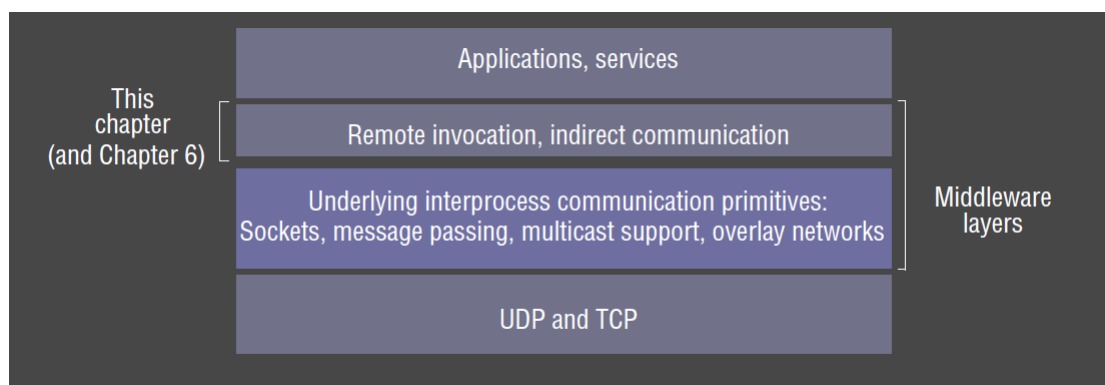 Applications, services
This
chapter
(and Chapter 6)
Remote invocation, indirect communication
Underlying interprocess communication primitives:
Sockets, message passing, multicast support, overlay networks
Middleware
layers
UDP and TCP